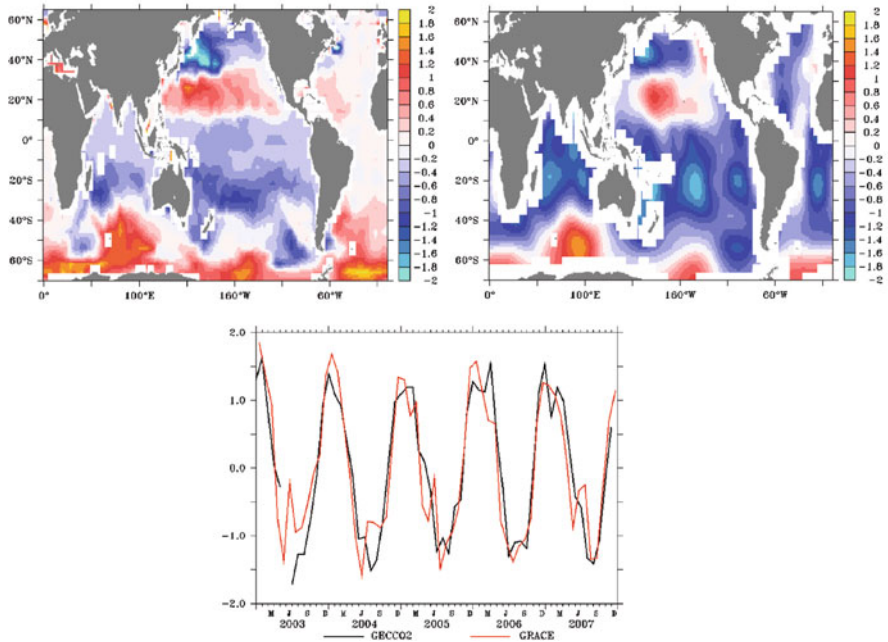 60°N
40°N
20°N
0°
20°S
40°S
60°S
0°
100°E
160°W
60°W
2
1.8
1.6
1.4
1.2
1
0.8
0.6
0.4
0.2
0
-0.2
-0.4
-0.6
-0.8
-1
-1.2
-1.4
-1.6
-1.8
-2
60°N
40°N
20°N
0°
20°S
40°S
60°S
0°
100°E
160°W
60°W
2
1.8
1.6
1.4
1.2
1
0.8
0.6
0.4
0.2
0
-0.2
-0.4
-0.6
-0.8
-1
-1.2
-1.4
-1.6
-1.8
-2
2.0
1.0
0.0
-1.0
-2.0
M J S D M J S D M J S D M J S D M J S D
2003 2004 2005 2006 2007
GECCO2 GRACE